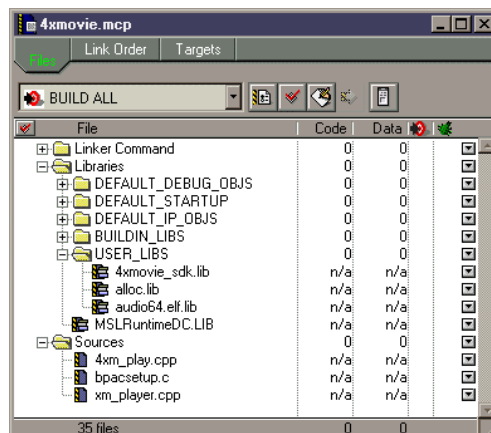 4xmovie.mcp
Files Link Order Targets
BUILD ALL
File Code Data
Linker Command 0 0
Libraries 0 0
DEFAULT_DEBUG_OBJS 0 0
DEFAULT_STARTUP 0 0
DEFAULT_IP_OBJS 0 0
BUILDIN_LIBS 0 0
USER_LIBS 0 0
4xmovie_sdk.lib n/a n/a
alloc.lib n/a n/a
audio64.elf.lib n/a n/a
MSLRuntimeDC.LIB n/a n/a
Sources 0 0
4xm_play.cpp n/a n/a
bpacsetup.c n/a n/a
xm_player.cpp n/a n/a
35 files 0 0